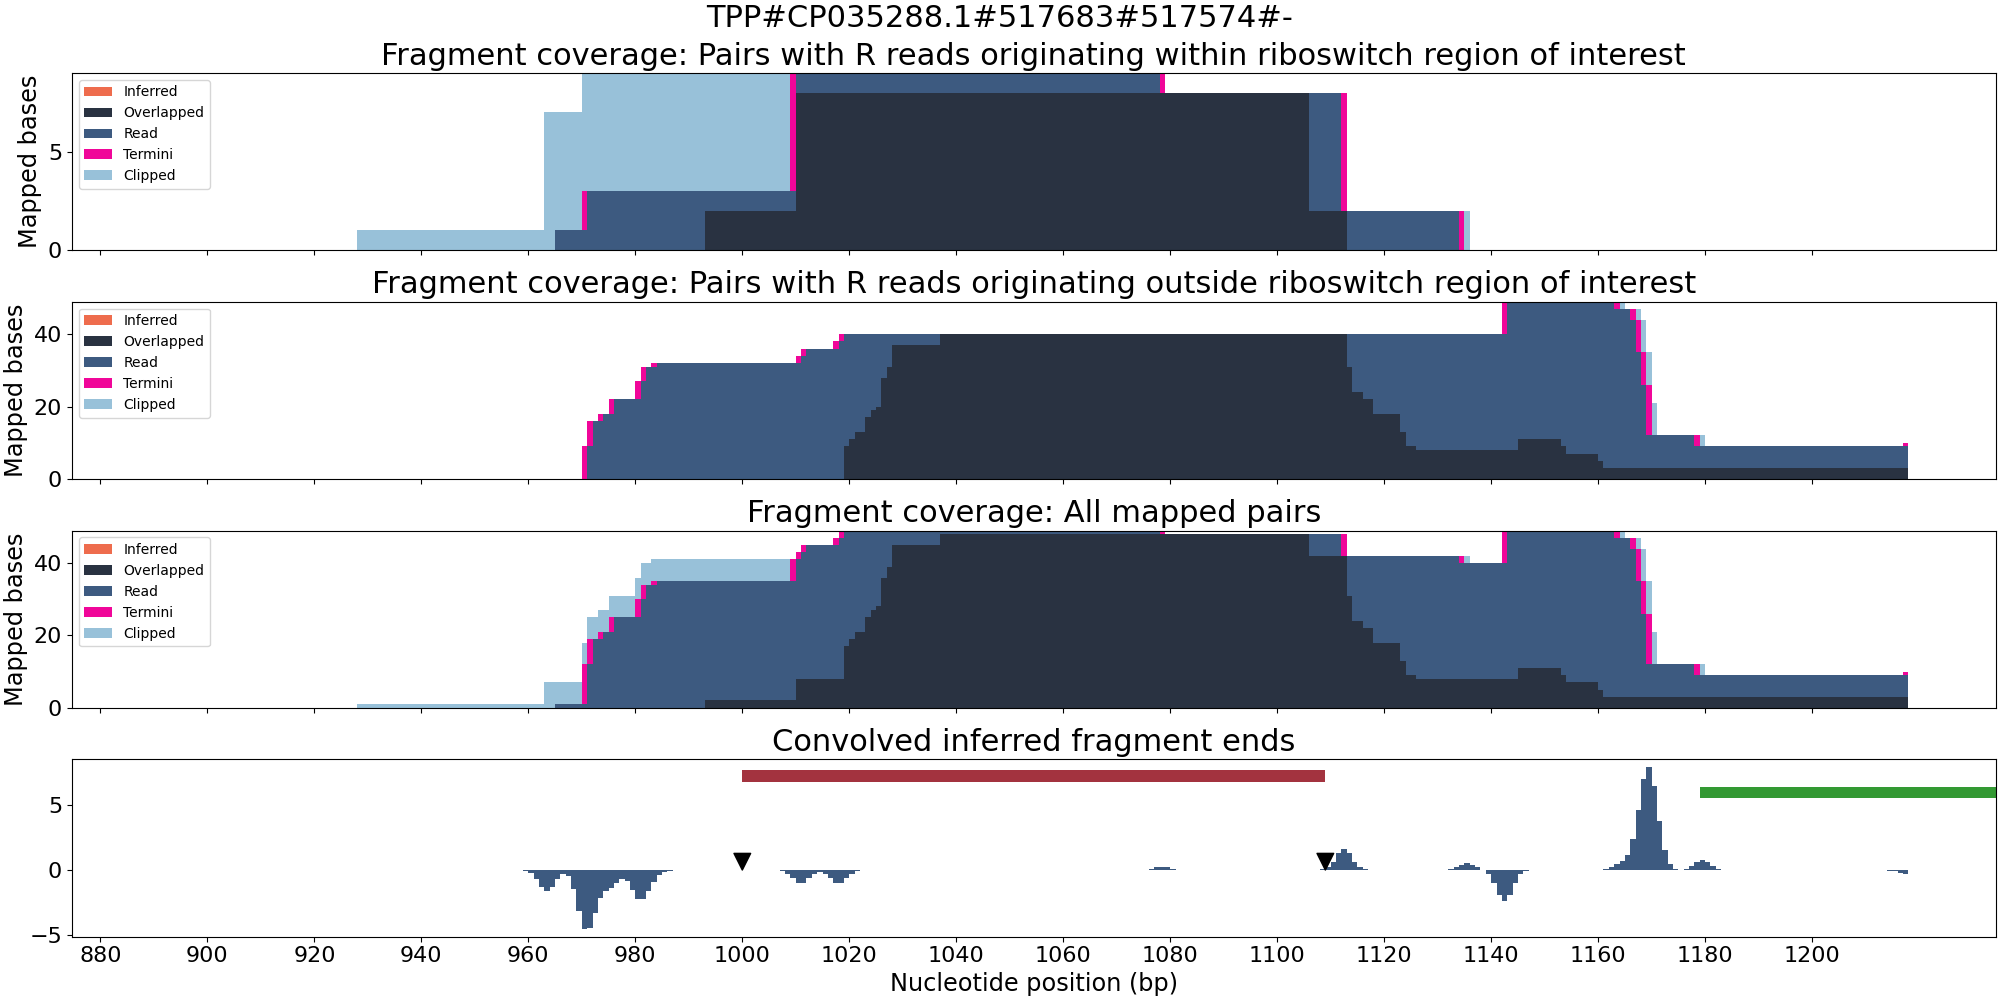 TPP#CP035288.1#517683#517574#-
Fragment coverage: Pairs with R reads originating within riboswitch region of interest
Mapped bases
5
0
Inferred
Overlapped
Read
Termini
Clipped
Fragment coverage: Pairs with R reads originating outside riboswitch region of interest
Mapped bases
40
20
0
Inferred
Overlapped
Read
Termini
Clipped
Fragment coverage: All mapped pairs
Mapped bases
40
20
0
Inferred
Overlapped
Read
Termini
Clipped
Convolved inferred fragment ends
5
0
−5
880 900 920 940 960 980 1000 1020 1040 1060 1080 1100 1120 1140 1160 1180 1200
Nucleotide position (bp)